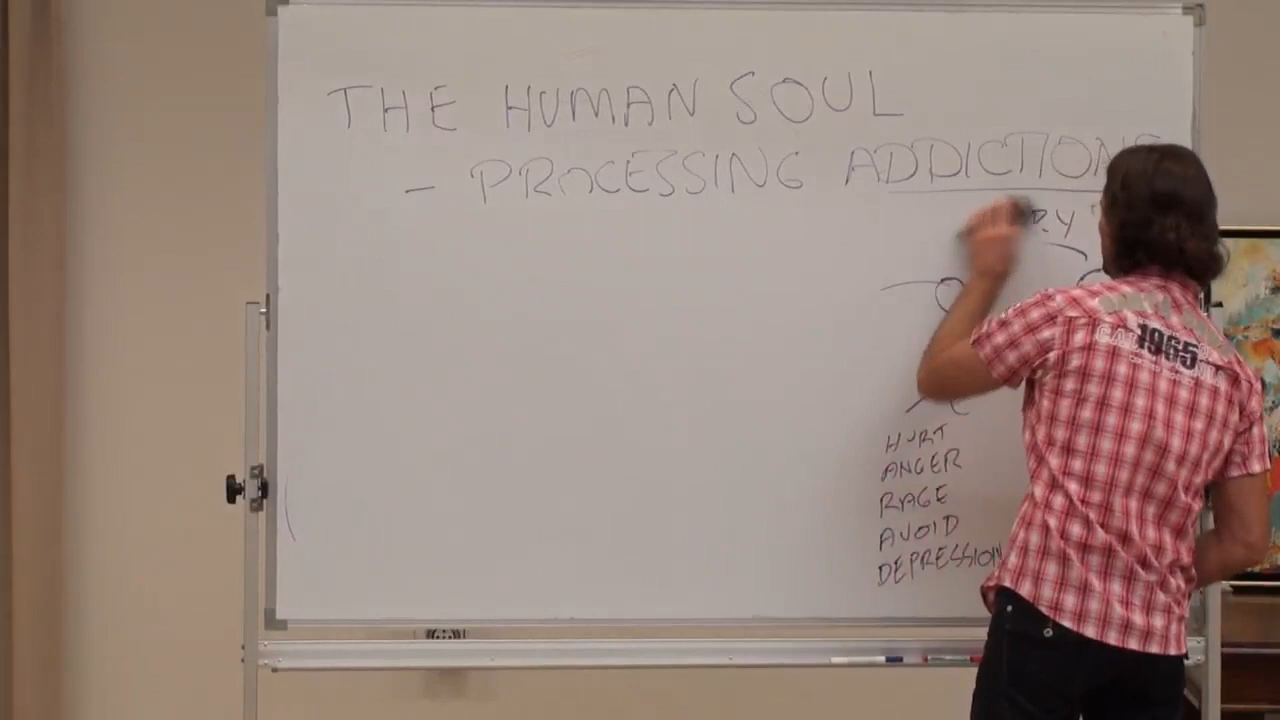 THE HUMAN SOUL
- PROCESSING ADDICTIONS
HURT
ANGER
RAGE
AVOID
DEPRESSION
1965